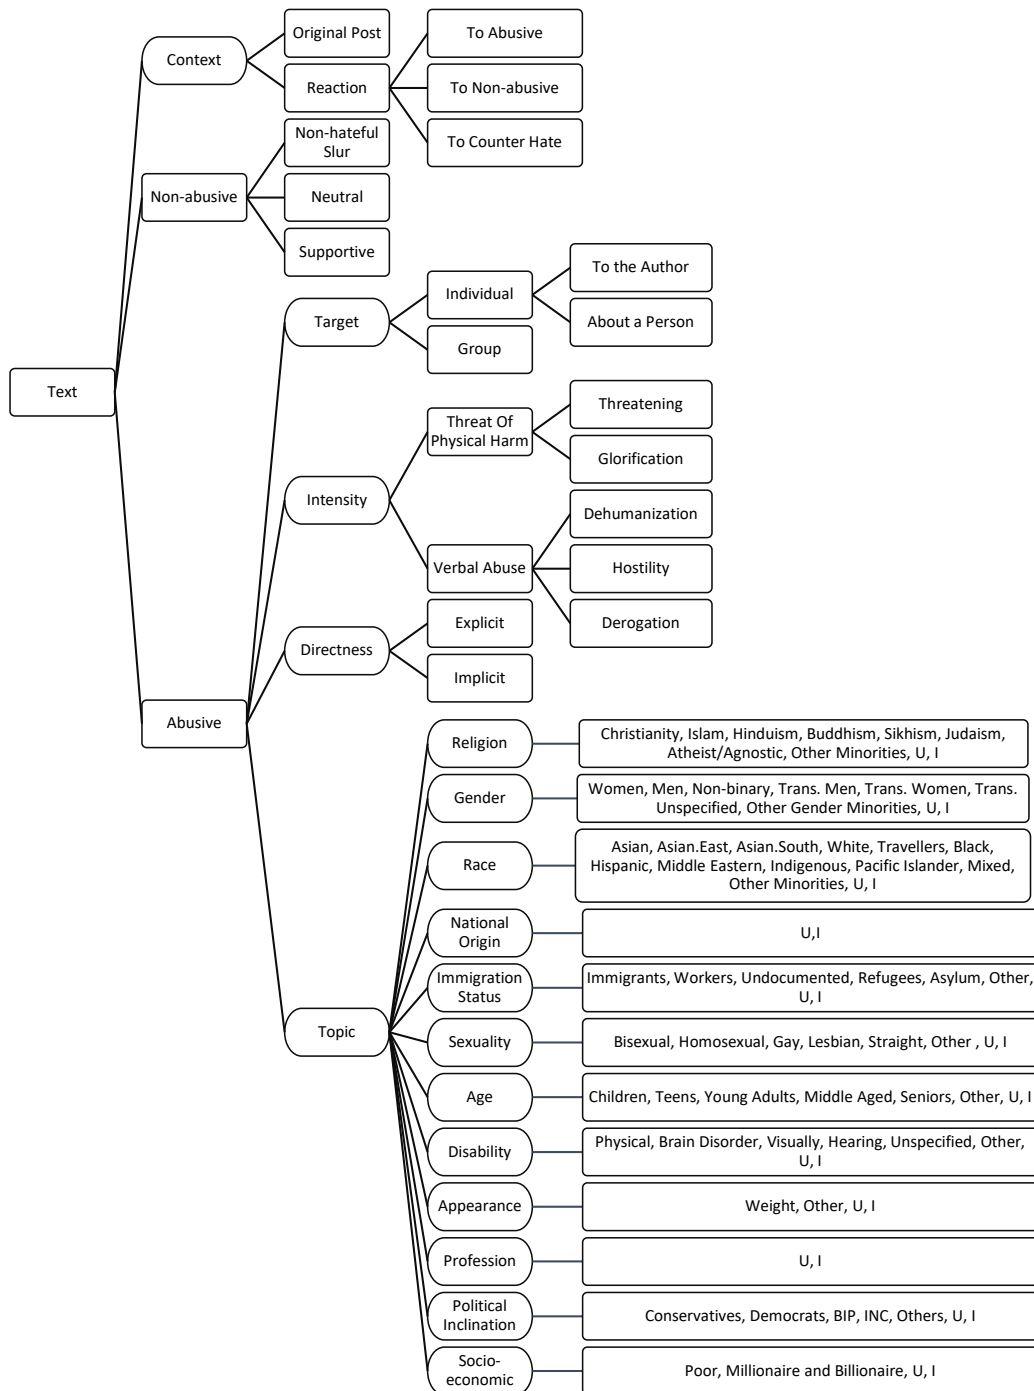 Original Post
To Abusive
Context
Reaction
To Non-abusive
Non-hateful
Slur
To Counter Hate
Non-abusive
Neutral
Supportive
To the Author
Individual
Target
About a Person
Group
Text
Threatening
Threat Of
Physical Harm
Glorification
Intensity
Dehumanization
Verbal Abuse
Hostility
Explicit
Derogation
Directness
Implicit
Abusive
Religion
Christianity, Islam, Hinduism, Buddhism, Sikhism, Judaism,
Atheist/Agnostic, Other Minorities, U, I
Gender
Women, Men, Non-binary, Trans. Men, Trans. Women, Trans.
Unspecified, Other Gender Minorities, U, I
Race
Asian, Asian.East, Asian.South, White, Travellers, Black,
Hispanic, Middle Eastern, Indigenous, Pacific Islander, Mixed,
Other Minorities, U, I
National
Origin
U,I
Immigration
Status
Immigrants, Workers, Undocumented, Refugees, Asylum, Other,
U, I
Topic
Sexuality
Bisexual, Homosexual, Gay, Lesbian, Straight, Other , U, I
Age
Children, Teens, Young Adults, Middle Aged, Seniors, Other, U, I
Disability
Physical, Brain Disorder, Visually, Hearing, Unspecified, Other,
U, I
Appearance
Weight, Other, U, I
Profession
U, I
Political
Inclination
Conservatives, Democrats, BIP, INC, Others, U, I
Socio-
economic
Poor, Millionaire and Billionaire, U, I